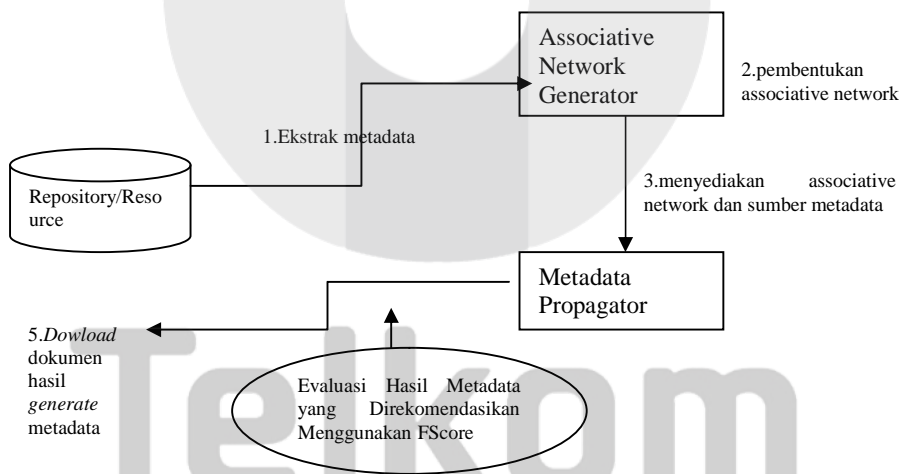 Associative
Network
Generator
2.pembentukan
associative network
1.Ekstrak metadata
Repository/Reso
urce
3.menyediakan associative
network dan sumber metadata
Metadata
Propagator
5.Dowload
dokumen
hasil
generate
metadata
Evaluasi Hasil Metadata
yang Direkomendasikan
Menggunakan FScore
Telkom